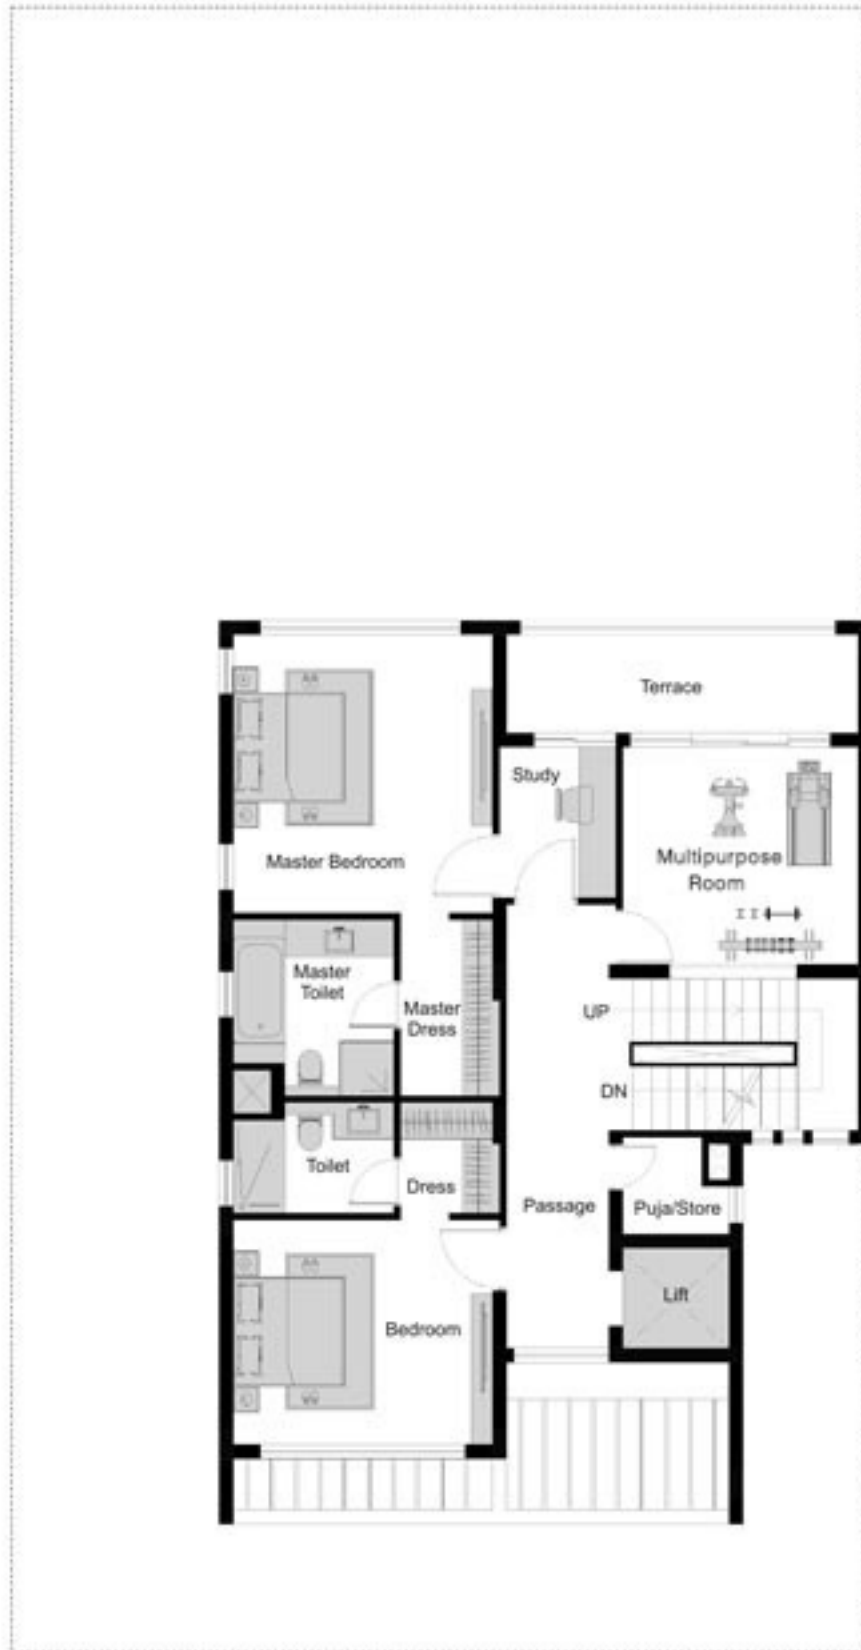 Terrace
Study
Multipurpose
Room
Master Bedroom
Master
Toilet
Master
Dress
UP
DN
Toilet
Dress
Passage
Puja/Store
Lift
Bedroom